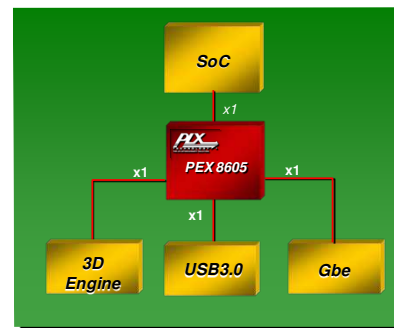 SoC
x1
PLX
PEX 8605
x1
x1
x1
3D
Engine
USB3.0
Gbe